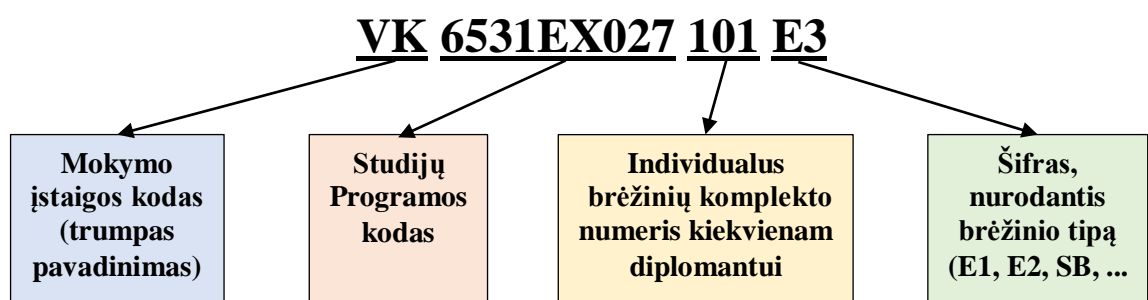 VK 6531EX027 101 E3
Mokymo
įstaigos kodas
(trumpas
pavadinimas)
Studijų
Programos
kodas
Individualus
brėžinių komplekto
numeris kiekvienam
diplomantui
Šifras,
nurodantis
brėžinio tipą
(E1, E2, SB, ...